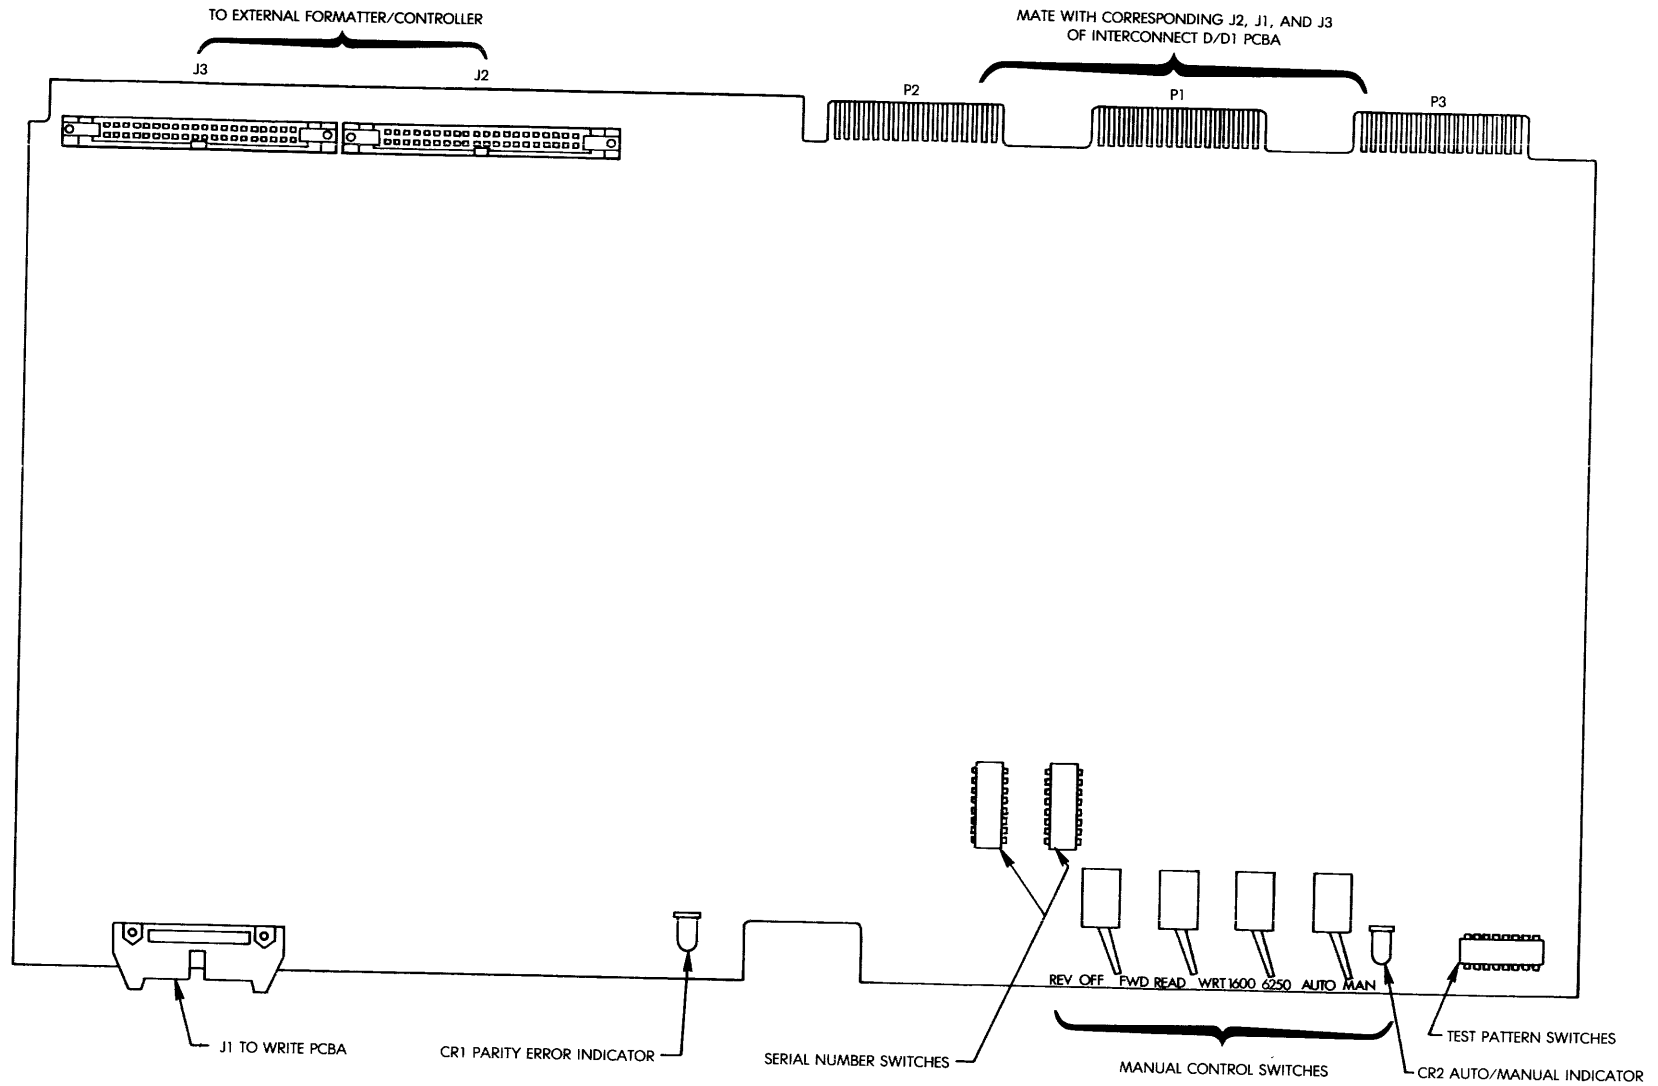 TO EXTERNAL FORMATTER/CONTROLLER
MATE WITH CORRESPONDING J2, J1, AND J3
OF INTERCONNECT D/D1 PCBA
J3
J2
P2
P1
P3
REV OFF FWD READ WRT 1600 6250 AUTO MAN
J1 TO WRITE PCBA
CR1 PARITY ERROR INDICATOR
SERIAL NUMBER SWITCHES
MANUAL CONTROL SWITCHES
TEST PATTERN SWITCHES
CR2 AUTO/MANUAL INDICATOR